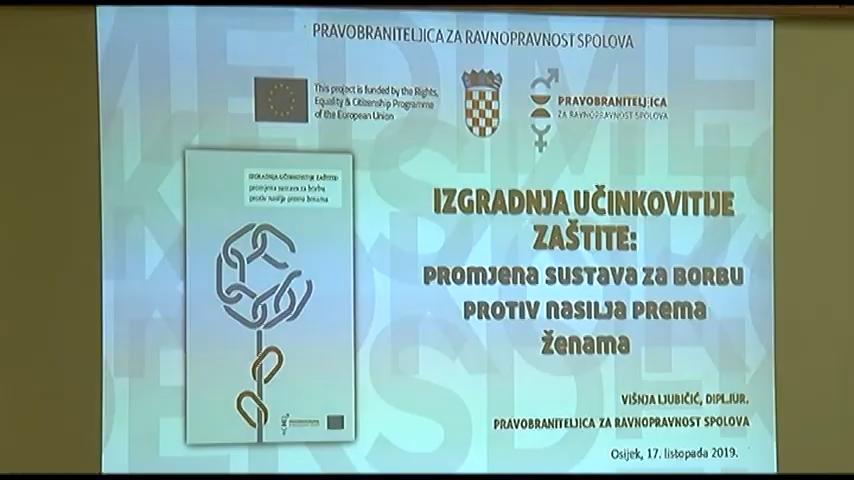 PRAVOBRANITELJICA ZA RAVNOPRAVNOST SPOLOVA
This project is funded by the Rights,
Equality & Citizenship Programme
of the European Union
PRAVOBRANITELJICA
ZA RAVNOPRAVNOST SPOLOVA
IZGRADNJA UČINKOVITIJE ZAŠTITE:
promjena sustava za borbu
protiv nasilja prema ženama
IZGRADNJA UČINKOVITIJE
ZAŠTITE:
PROMJENA SUSTAVA ZA BORBU
PROTIV NASILJA PREMA
ŽENAMA
VIŠNJA LJUBIČIĆ, DIPL.IUR.
PRAVOBRANITELJICA ZA RAVNOPRAVNOST SPOLOVA
Osijek, 17. listopada 2019.